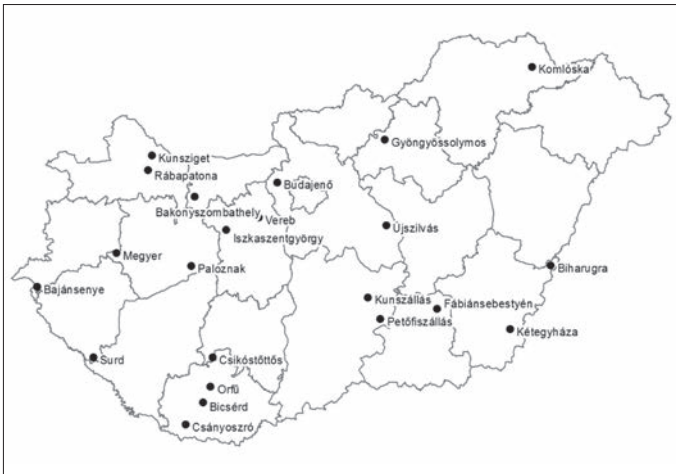 Komlóska
Gyöngyössolymos
Kunsziget
Rábapatona
Budajenő
Bakonyszombathely
Vereb
Iszkaszentgyörgy
Újszilvás
Megyer
Paloznak
Biharugra
Bajánsenye
Kunszállás
Fábiánsebestyén
Petőfiszállás
Kétegyháza
Surd
Csikóstőttős
Orfű
Bicsérd
Csányoszró